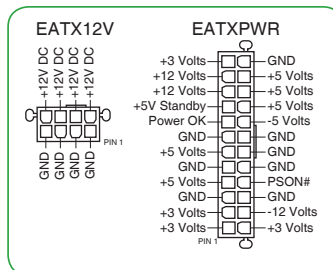 EATX12V EATXPWR
+12V DC
+12V DC
+12V DC
+12V DC
PIN 1
GND
GND
GND
GND
+3 Volts GND
+12 Volts +5 Volts
+12 Volts +5 Volts
+5V Standby +5 Volts
Power OK -5 Volts
GND GND
+5 Volts GND
GND GND
+5 Volts PSON#
GND GND
+3 Volts -12 Volts
+3 Volts +3 Volts
PIN 1